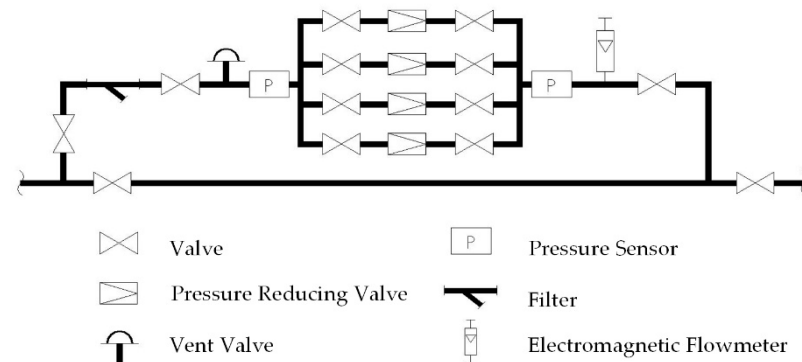 P
P
Valve
P
Pressure Sensor
Pressure Reducing Valve
Filter
Vent Valve
Electromagnetic Flowmeter